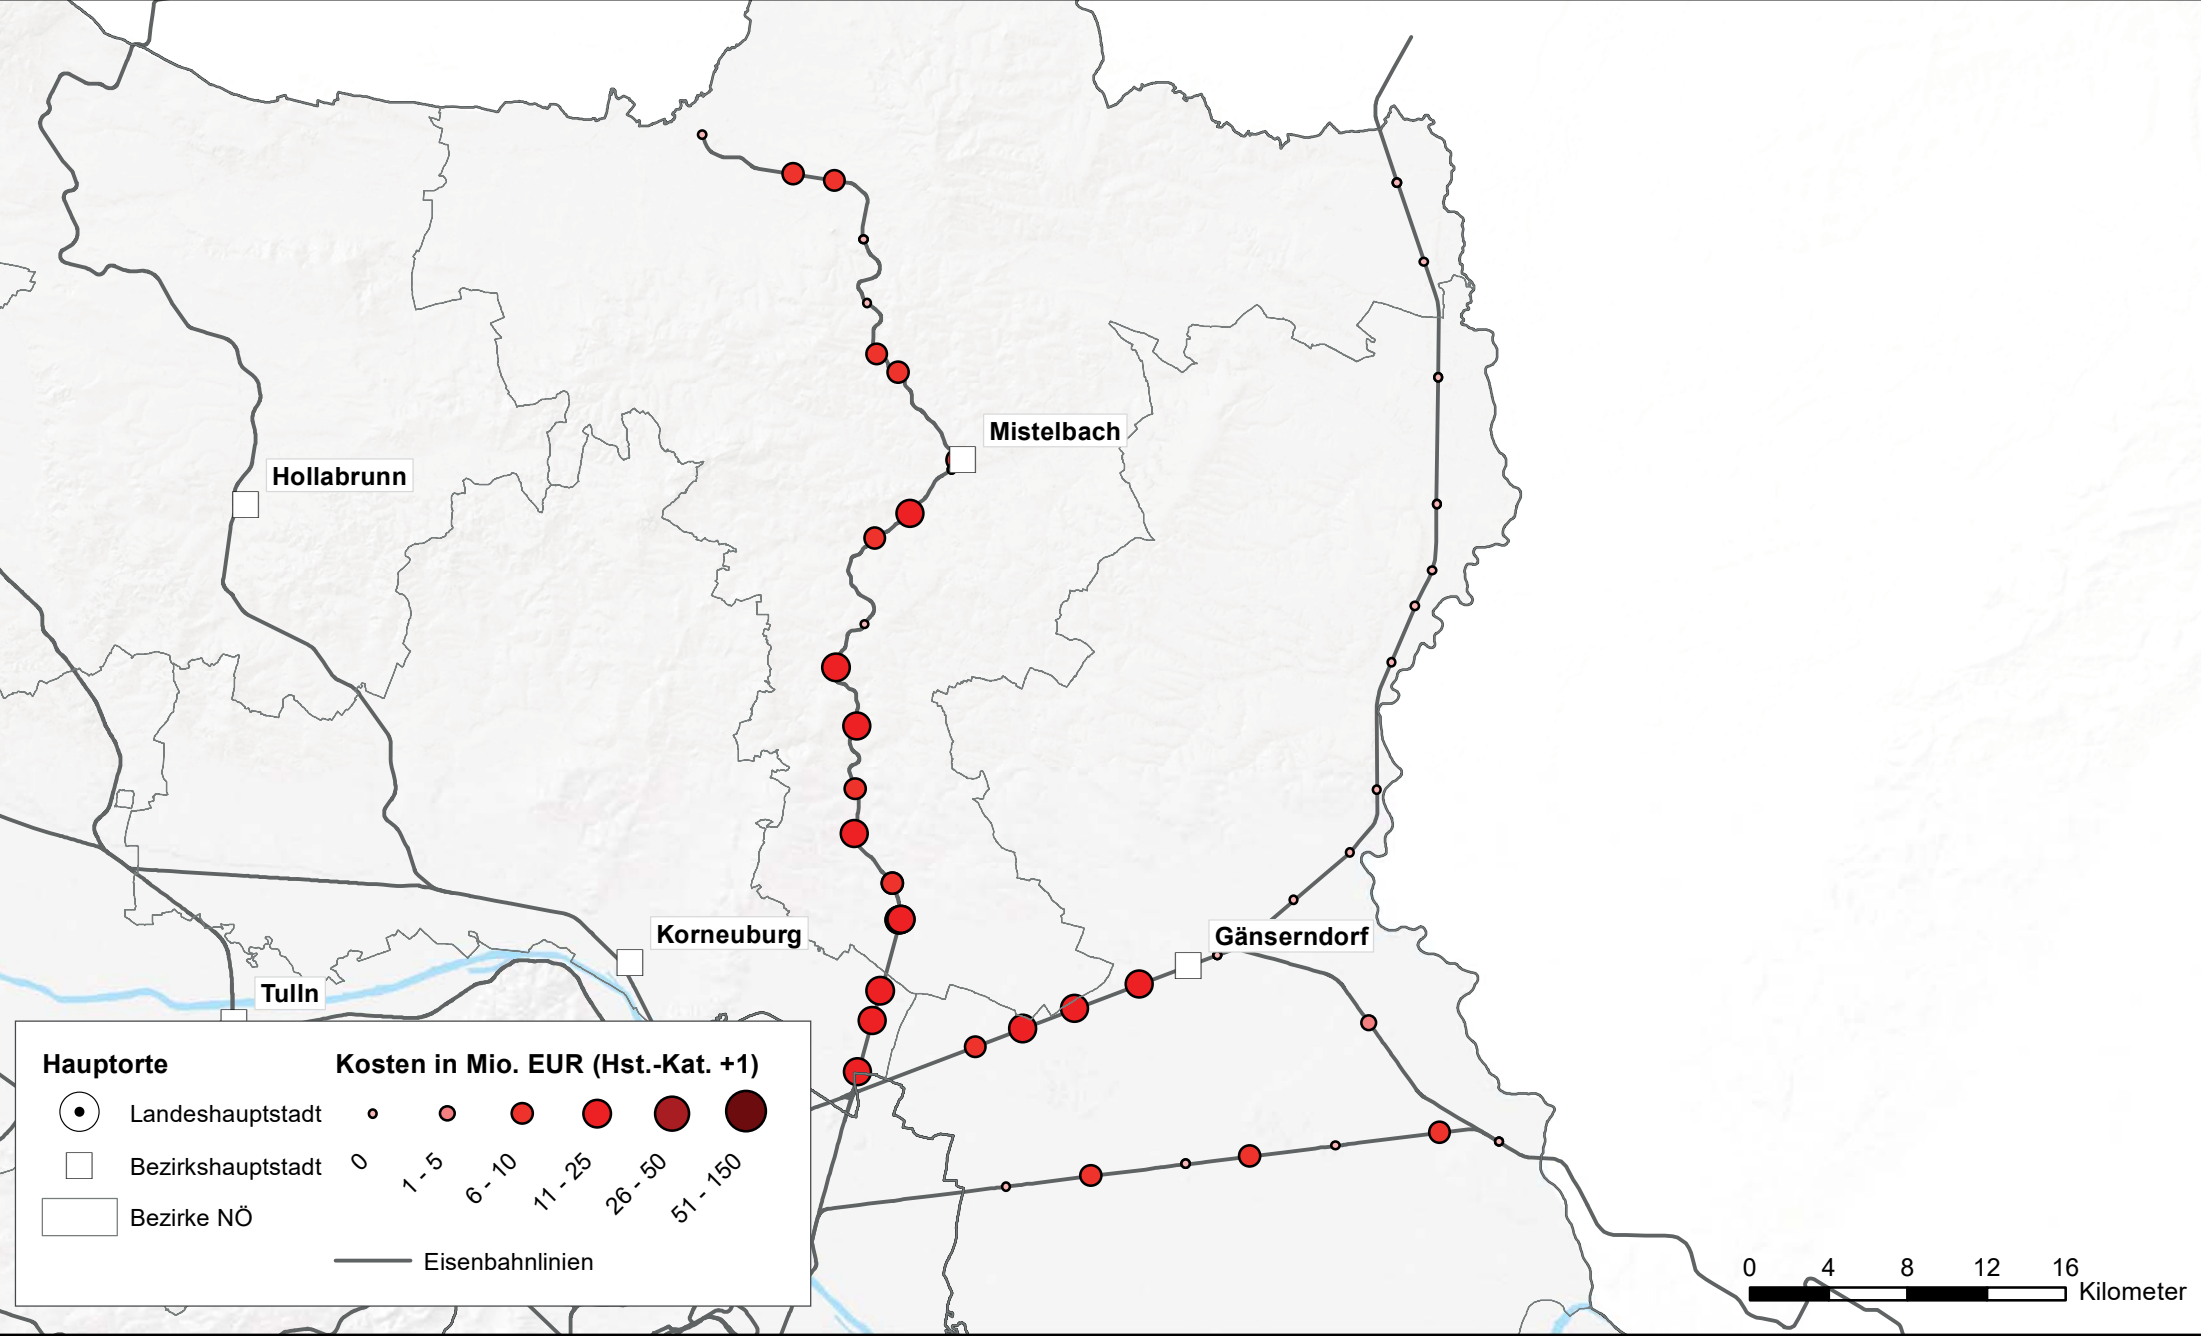 Mistelbach
Hollabrunn
Korneuburg
Gänserndorf
Tulln
Hauptorte
Landeshauptstadt
Bezirkshauptstadt
Bezirke NÖ
Kosten in Mio. EUR (Hst.-Kat. +1)
0
1 - 5
6 - 10
11 - 25
26 - 50
51 - 150
Eisenbahnlinien
0 4 8 12 16
Kilometer